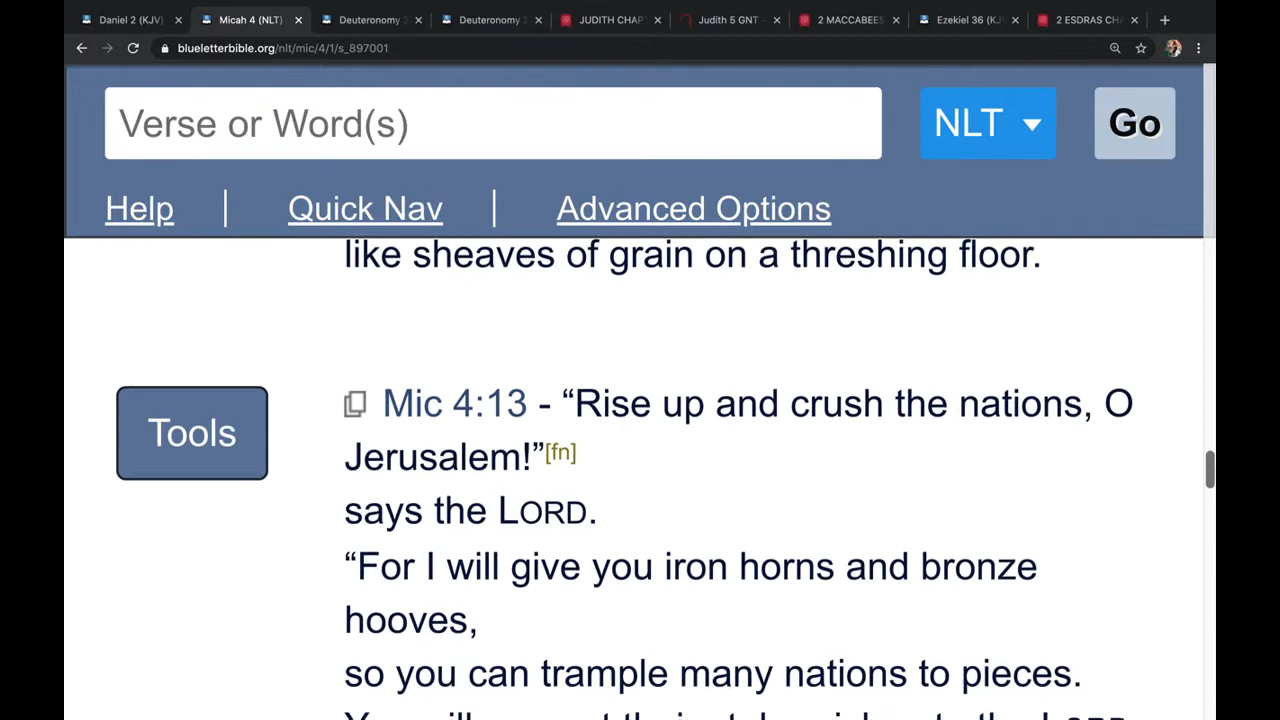 Daniel 2 (KJV)
Micah 4 (NLT)
Deuteronomy
Deuteronomy
JUDITH CHAP
Judith 5 GNT -
2 MACCABEES
Ezekiel 36 (KJ
2 ESDRAS CH
blueletterbible.org/nlt/mic/4/1/s_897001
Verse or Word(s)
NLT
Go
Help | Quick Nav | Advanced Options
like sheaves of grain on a threshing floor.
Tools
Mic 4:13 - “Rise up and crush the nations, O
Jerusalem!”[fn]
says the LORD.
“For I will give you iron horns and bronze
hooves,
so you can trample many nations to pieces.